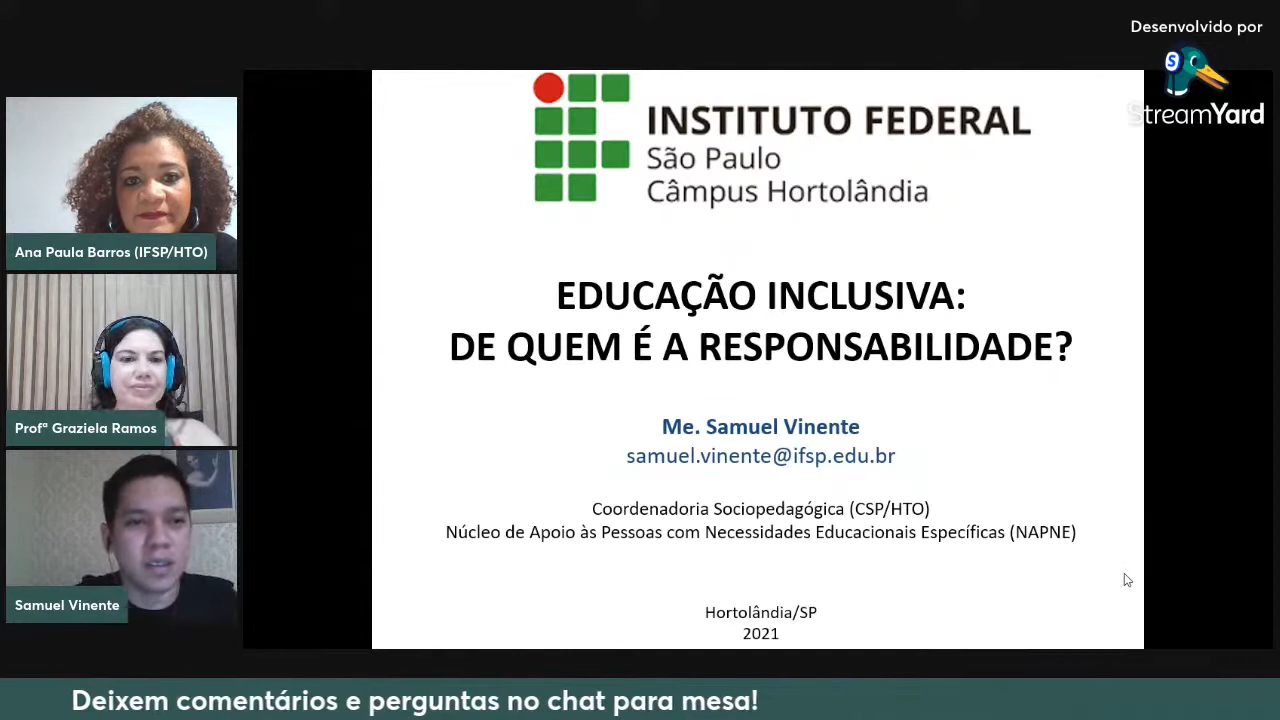 Desenvolvido por
StreamYard
INSTITUTO FEDERAL
São Paulo
Câmpus Hortolândia
EDUCAÇÃO INCLUSIVA:
DE QUEM É A RESPONSABILIDADE?
Me. Samuel Vinente
samuel.vinente@ifsp.edu.br
Coordenadoria Sociopedagógica (CSP/HTO)
Núcleo de Apoio às Pessoas com Necessidades Educacionais Específicas (NAPNE)
Hortolândia/SP
2021
Ana Paula Barros (IFSP/HTO)
Profª Graziela Ramos
Samuel Vinente
Deixem comentários e perguntas no chat para mesa!